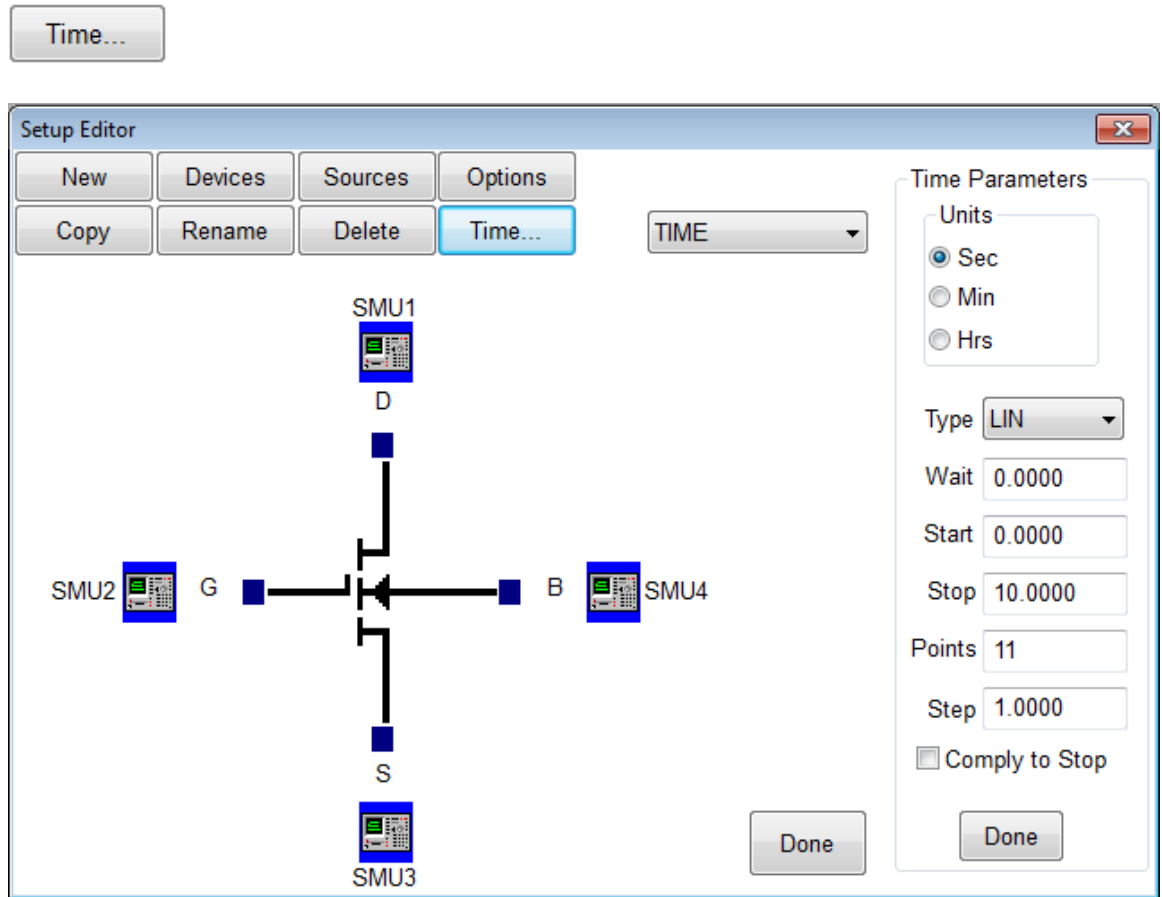 Time...
Setup Editor
New Devices Sources Options
Copy Rename Delete Time...
TIME
SMU1
D
SMU2 G B SMU4
S
SMU3
Done
Time Parameters
Units
Sec
Min
Hrs
Type LIN
Wait 0.0000
Start 0.0000
Stop 10.0000
Points 11
Step 1.0000
Comply to Stop
Done